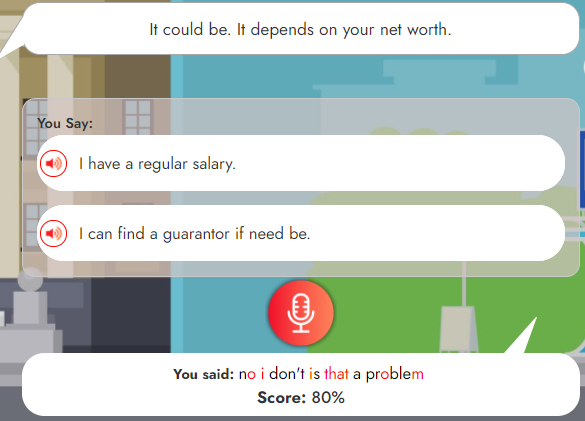 It could be. It depends on your net worth.
You Say:
I have a regular salary.
I can find a guarantor if need be.
You said: no i don't is that a problem
Score: 80%